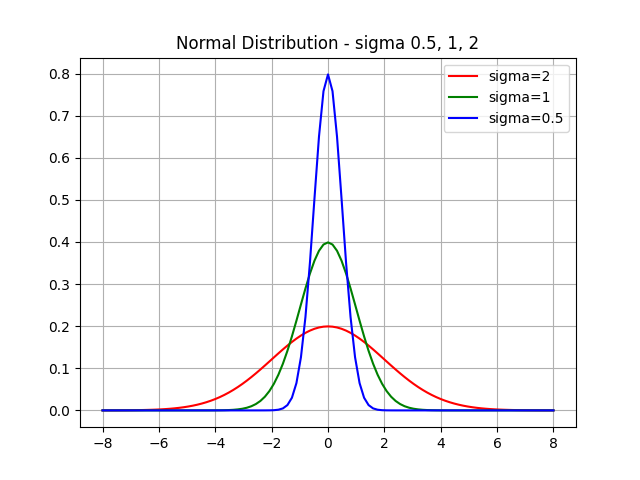 Normal Distribution - sigma 0.5, 1, 2
sigma=2
sigma=1
sigma=0.5
0.8
0.7
0.6
0.5
0.4
0.3
0.2
0.1
0.0
−8 −6 −4 −2 0 2 4 6 8